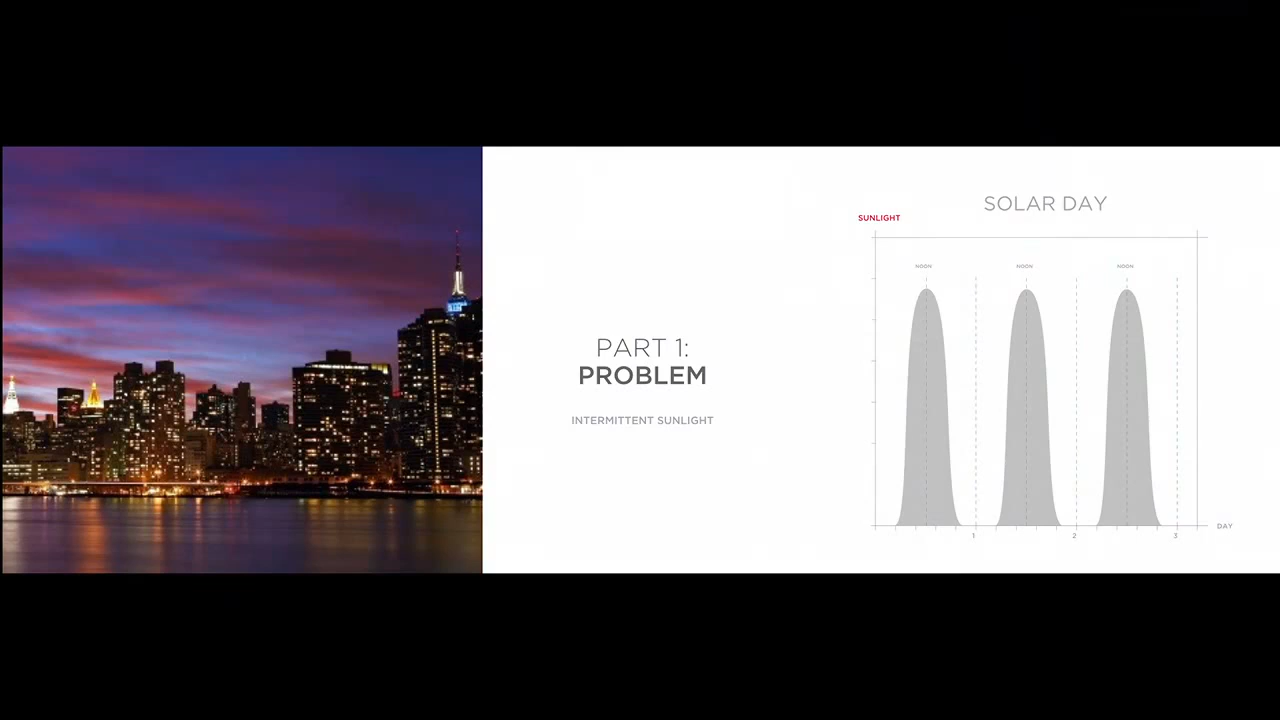 PART 1:
PROBLEM
INTERMITTENT SUNLIGHT
SOLAR DAY
SUNLIGHT
NOON
NOON
NOON
DAY
1
2
3